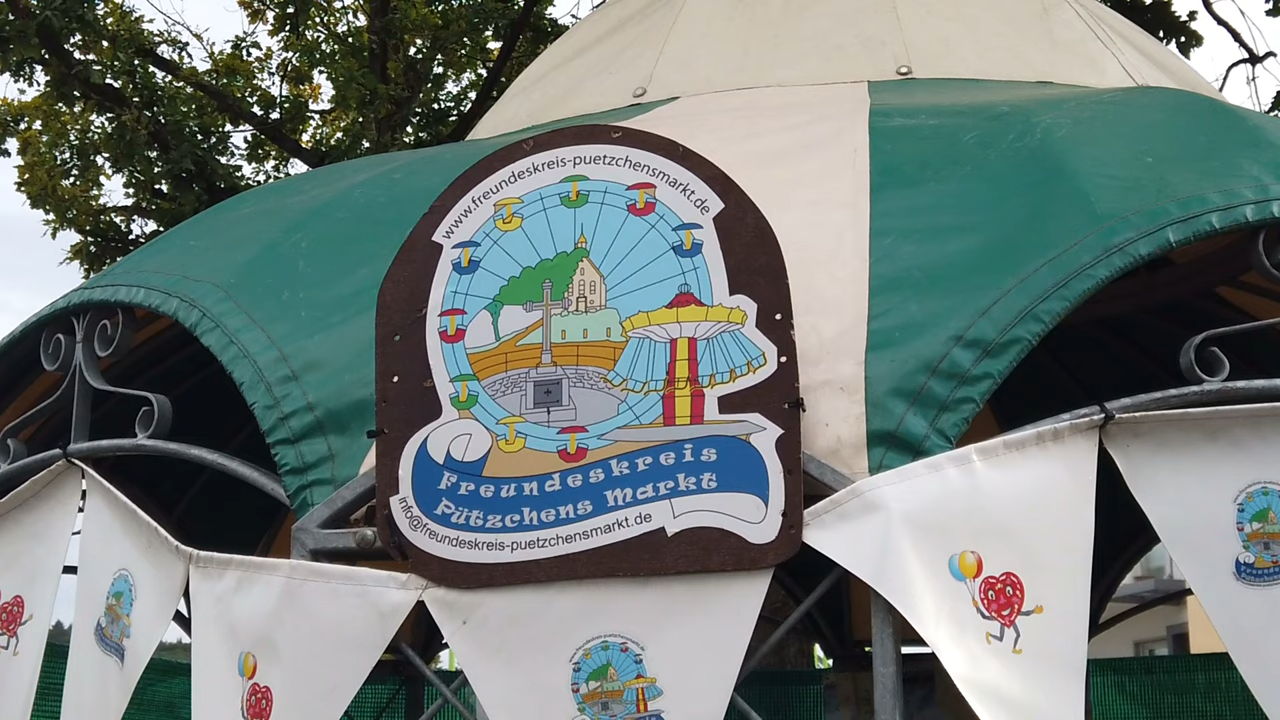 www.freundeskreis-puetzchensmarkt.de
Freundeskreis
Pützchens Markt
info@freundeskreis-puetzchensmarkt.de